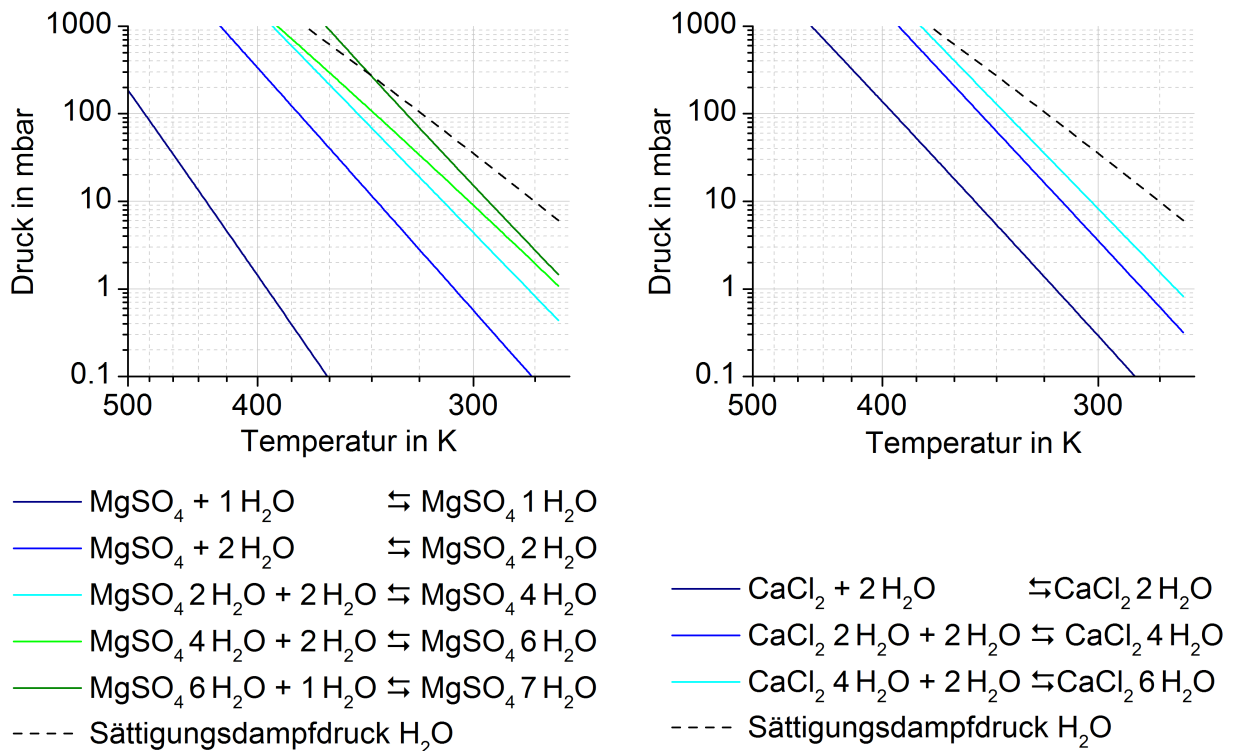 1000
100
10
1
0.1
Druck in mbar
500
400
300
Temperatur in K
MgSO₄ + 1 H₂O ⇆ MgSO₄ 1 H₂O
MgSO₄ + 2 H₂O ⇆ MgSO₄ 2 H₂O
MgSO₄ 2 H₂O + 2 H₂O ⇆ MgSO₄ 4 H₂O
MgSO₄ 4 H₂O + 2 H₂O ⇆ MgSO₄ 6 H₂O
MgSO₄ 6 H₂O + 1 H₂O ⇆ MgSO₄ 7 H₂O
Sättigungsdampfdruck H₂O
1000
100
10
1
0.1
Druck in mbar
500
400
300
Temperatur in K
CaCl₂ + 2 H₂O ⇆ CaCl₂ 2 H₂O
CaCl₂ 2 H₂O + 2 H₂O ⇆ CaCl₂ 4 H₂O
CaCl₂ 4 H₂O + 2 H₂O ⇆ CaCl₂ 6 H₂O
Sättigungsdampfdruck H₂O